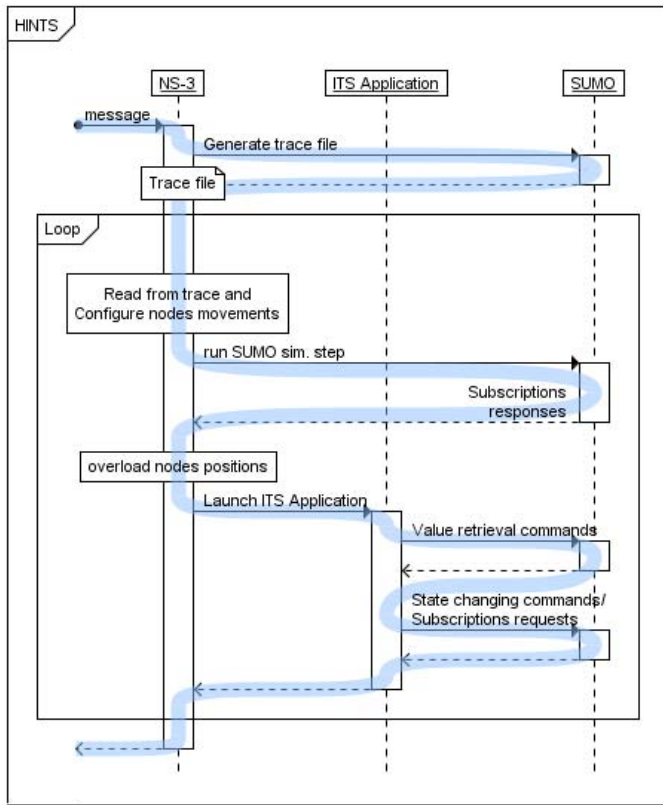 HINTS
NS-3
ITS Application
SUMO
message
Generate trace file
Trace file
Loop
Read from trace and
Configure nodes movements
run SUMO sim. step
Subscriptions
responses
overload nodes positions
Launch ITS Application
Value retrieval commands
State changing commands/
Subscriptions requests